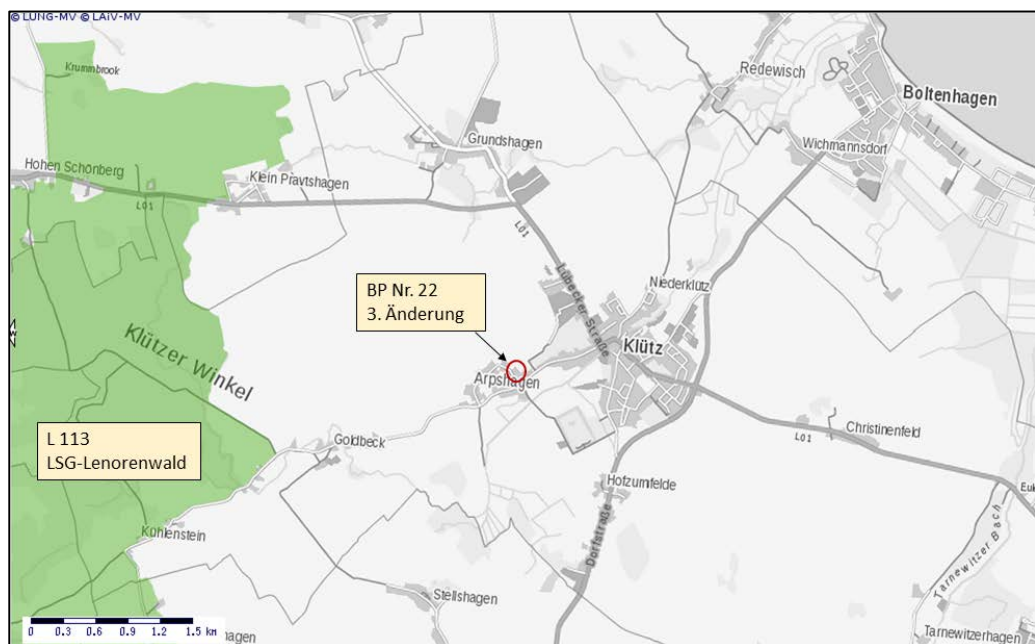 © LUNG-MV © LAiV-MV
Krummbrook
Redewisch
Boltenhagen
Grundshagen
Wichmannsdorf
Hohen Schönberg
Klein Pravtshagen
L01
L01
BP Nr. 22
3. Änderung
Lübecker Straße
Niederklütz
Klützer Winkel
Klütz
Arpshagen
L 113
LSG-Lenorenwald
Goldbeck
Christinenfeld
L01
Hofzumfelde
Kühlenstein
Dorfstraße
Tarnewitzer Bach
Stellshagen
0 0.3 0.6 0.9 1.2 1.5 km
Tarnewitzerhagen